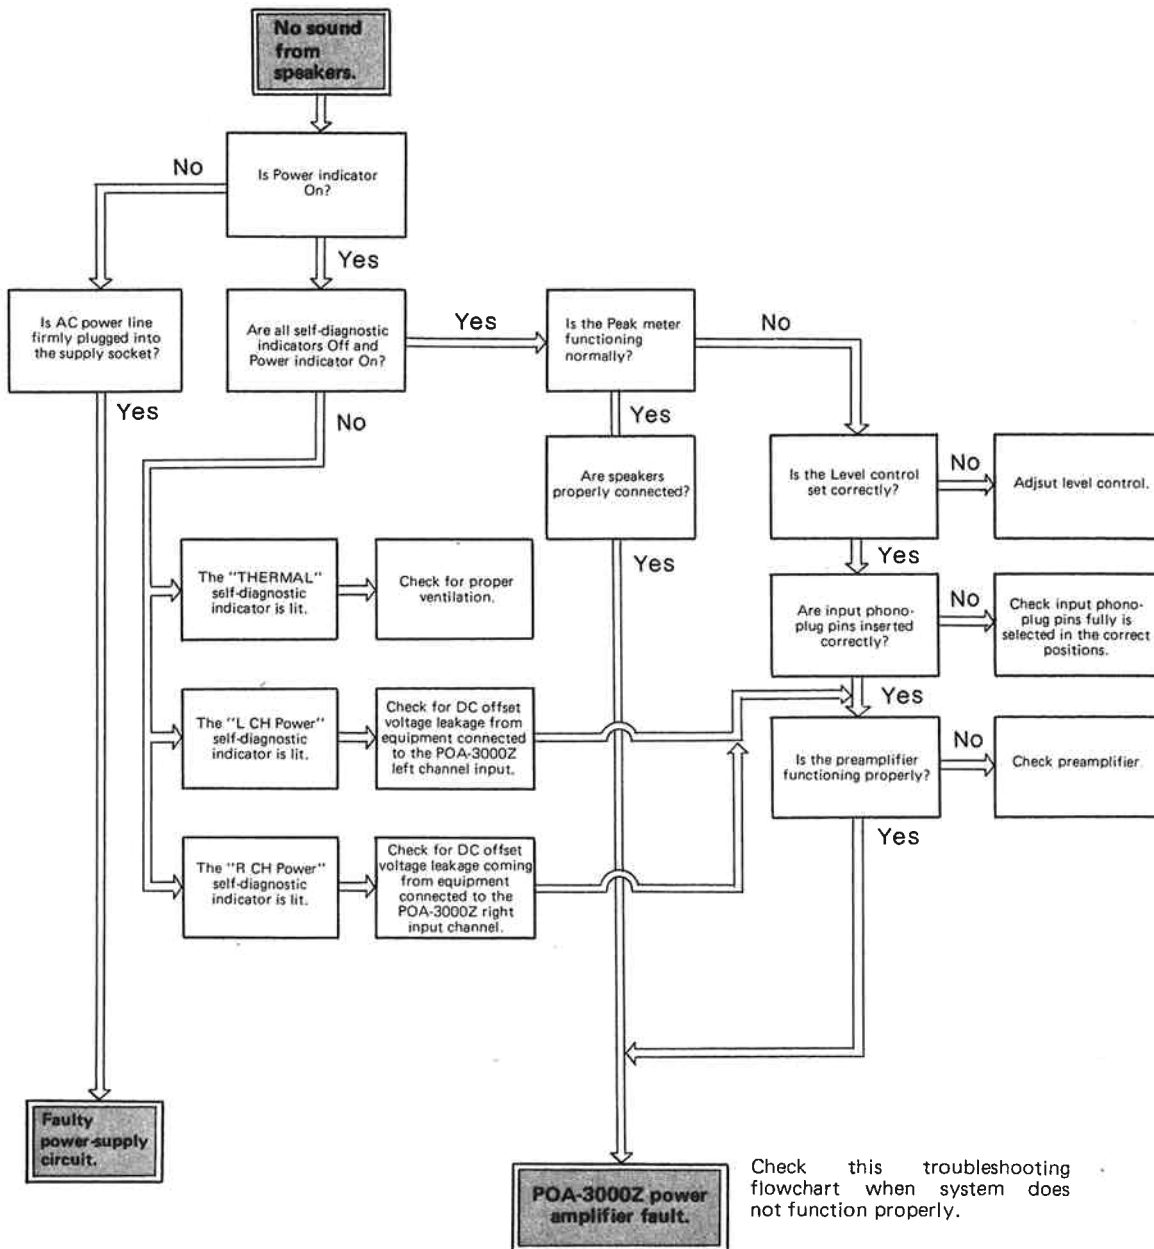 No sound
from
speakers.
No
Is Power indicator
On?
Yes
Is AC power line
firmly plugged into
the supply socket?
Are all self-diagnostic
indicators Off and
Power indicator On?
Yes
Is the Peak meter
functioning
normally?
No
Yes
No
Yes
Are speakers
properly connected?
Is the Level control
set correctly?
No
Adjsut level control.
Yes
Yes
The "THERMAL"
self-diagnostic
indicator is lit.
Check for proper
ventilation.
Are input phono-
plug pins inserted
correctly?
No
Check input phono-
plug pins fully is
selected in the correct
positions.
Yes
The "L CH Power"
self-diagnostic
indicator is lit.
Check for DC offset
voltage leakage from
equipment connected
to the POA-3000Z
left channel input.
Is the preamplifier
functioning properly?
No
Check preamplifier
Yes
The "R CH Power"
self-diagnostic
indicator is lit.
Check for DC offset
voltage leakage coming
from equipment
connected to the
POA-3000Z right
input channel.
Faulty
power-supply
circuit.
POA-3000Z power
amplifier fault.
Check this troubleshooting
flowchart when system does
not function properly.